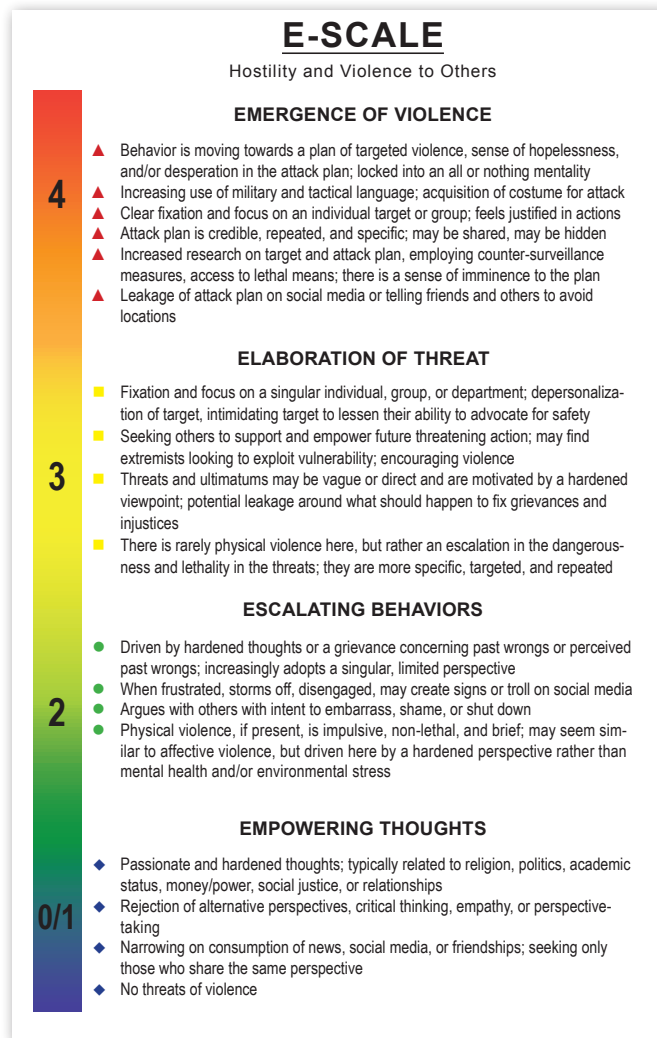 E-SCALE
Hostility and Violence to Others
EMERGENCE OF VIOLENCE
Behavior is moving towards a plan of targeted violence, sense of hopelessness,
and/or desperation in the attack plan; locked into an all or nothing mentality
4
Increasing use of military and tactical language; acquisition of costume for attack
Clear fixation and focus on an individual target or group; feels justified in actions
Attack plan is credible, repeated, and specific; may be shared, may be hidden
Increased research on target and attack plan, employing counter-surveillance
measures, access to lethal means; there is a sense of imminence to the plan
Leakage of attack plan on social media or telling friends and others to avoid
locations
ELABORATION OF THREAT
Fixation and focus on a singular individual, group, or department; depersonaliza-
tion of target, intimidating target to lessen their ability to advocate for safety
Seeking others to support and empower future threatening action; may find
extremists looking to exploit vulnerability; encouraging violence
3
Threats and ultimatums may be vague or direct and are motivated by a hardened
viewpoint; potential leakage around what should happen to fix grievances and
injustices
There is rarely physical violence here, but rather an escalation in the dangerous-
ness and lethality in the threats; they are more specific, targeted, and repeated
ESCALATING BEHAVIORS
Driven by hardened thoughts or a grievance concerning past wrongs or perceived
past wrongs; increasingly adopts a singular, limited perspective
When frustrated, storms off, disengaged, may create signs or troll on social media
2
Argues with others with intent to embarrass, shame, or shut down
Physical violence, if present, is impulsive, non-lethal, and brief; may seem sim-
ilar to affective violence, but driven here by a hardened perspective rather than
mental health and/or environmental stress
EMPOWERING THOUGHTS
Passionate and hardened thoughts; typically related to religion, politics, academic
status, money/power, social justice, or relationships
0/1
Rejection of alternative perspectives, critical thinking, empathy, or perspective-
taking
Narrowing on consumption of news, social media, or friendships; seeking only
those who share the same perspective
No threats of violence